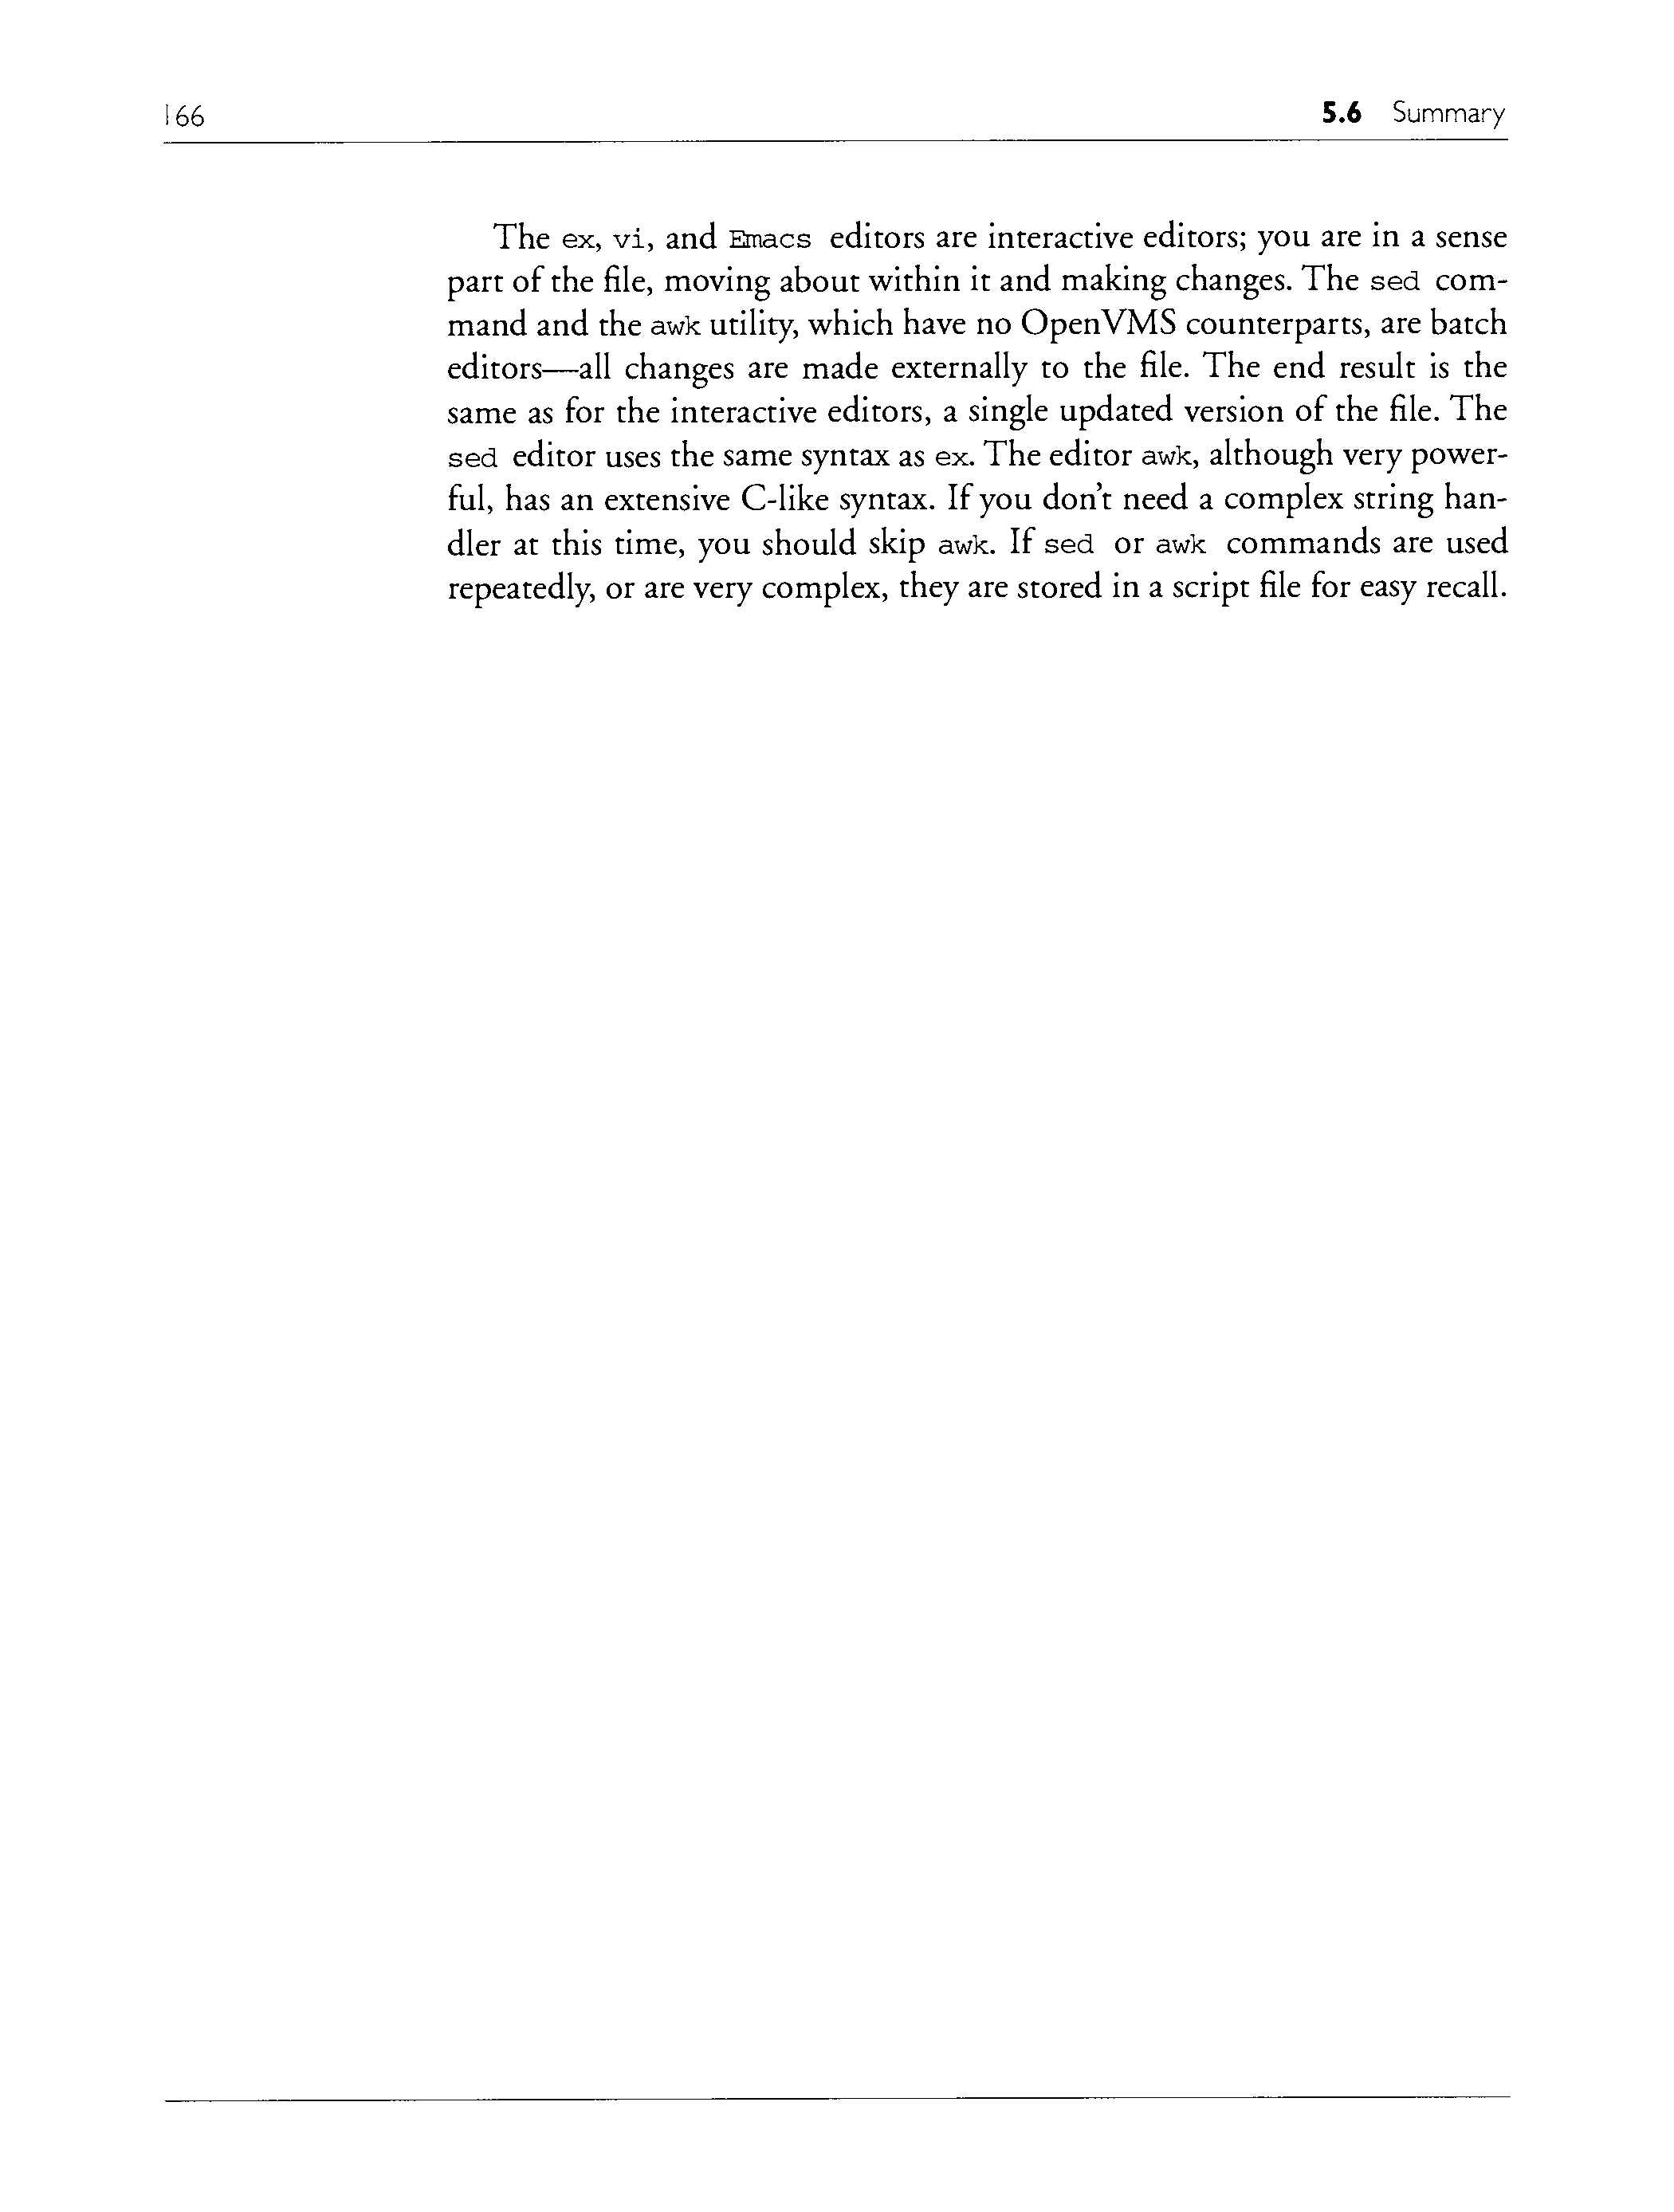 166
5.6 Summary
The ex, vi, and Emacs editors are interactive editors; you are in a sense
part of the file, moving about within it and making changes. The sed com-
mand and the awk utility, which have no OpenVMS counterparts, are batch
editors—all changes are made externally to the file. The end result is the
same as for the interactive editors, a single updated version of the file. The
sed editor uses the same syntax as ex. The editor awk, although very power-
ful, has an extensive C-like syntax. If you don’t need a complex string han-
dler at this time, you should skip awk. If sed or awk commands are used
repeatedly, or are very complex, they are stored in a script file for easy recall.